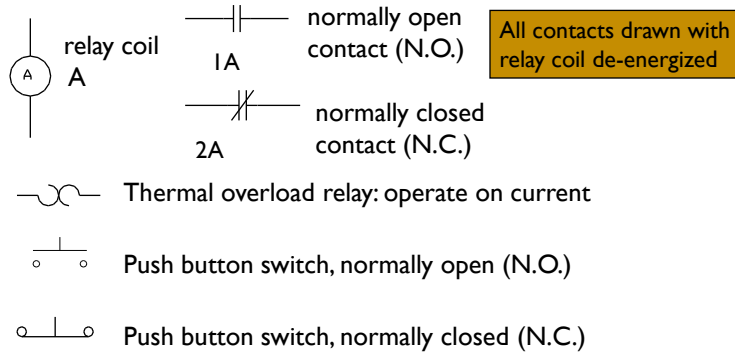 relay coil
A
A
normally open
contact (N.O.)
1A
All contacts drawn with
relay coil de-energized
normally closed
contact (N.C.)
2A
Thermal overload relay: operate on current
Push button switch, normally open (N.O.)
Push button switch, normally closed (N.C.)